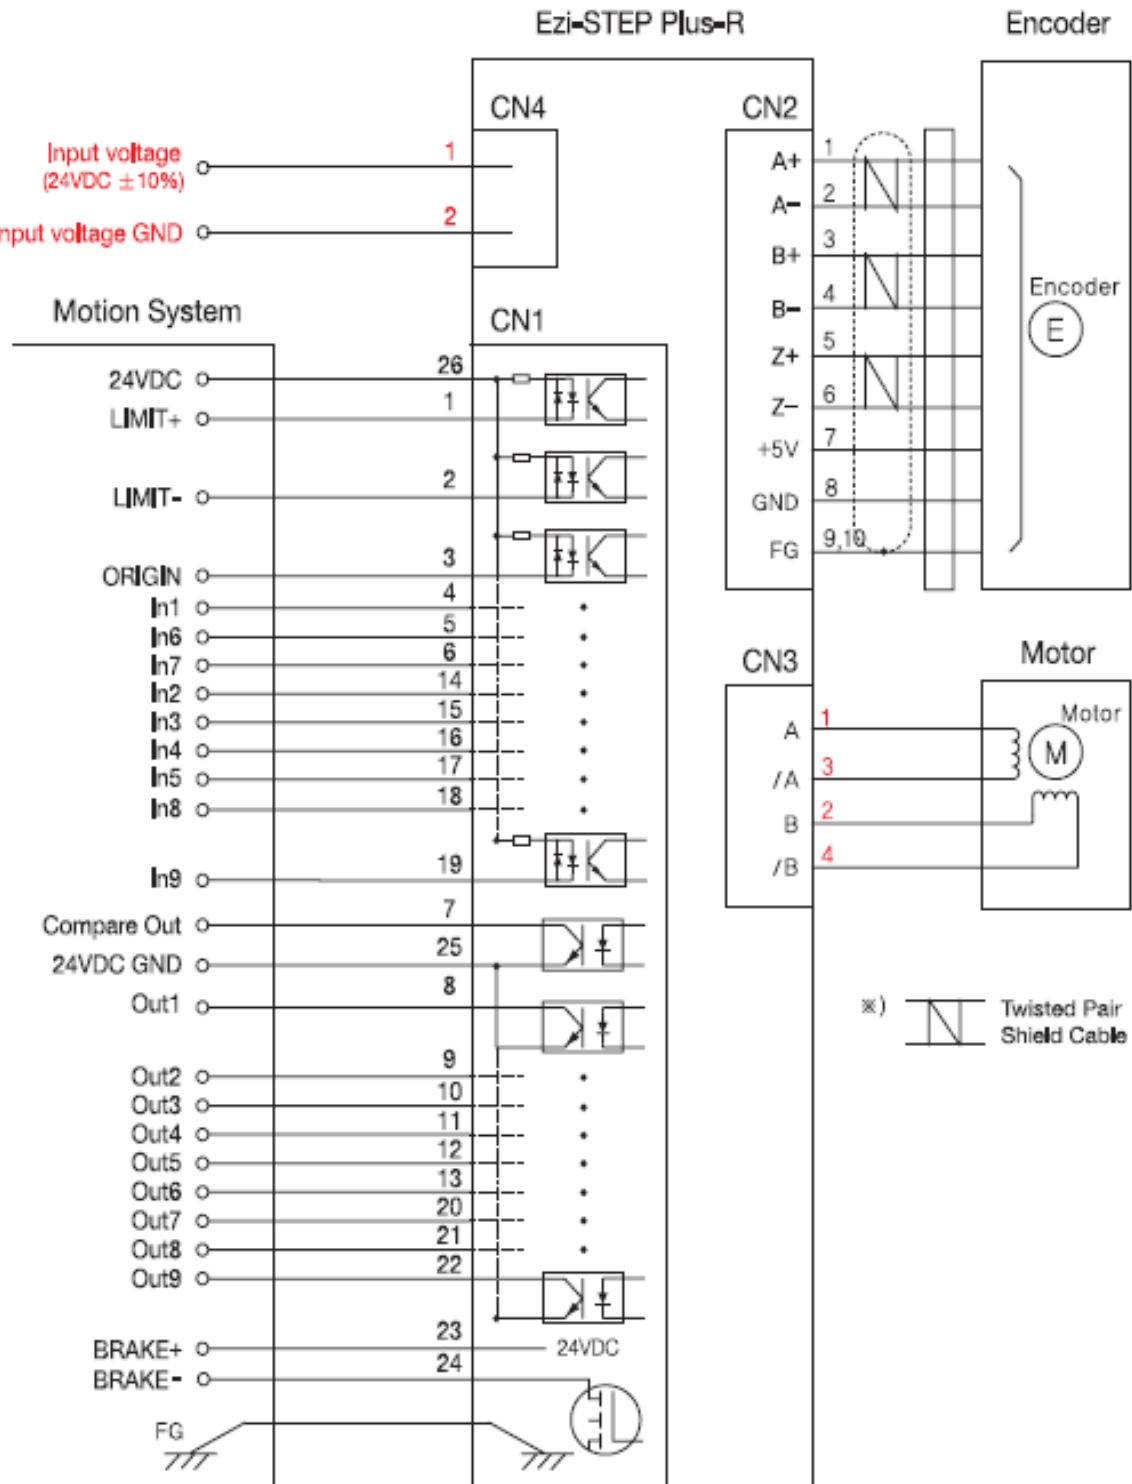 Ezi-STEP Plus-R
Encoder
CN4
CN2
Input voltage
(24VDC ±10%)
1
nput voltage GND
2
A+ 1
A- 2
B+ 3
B- 4
Z+ 5
Z- 6
+5V 7
GND 8
FG 9,10
Encoder
E
Motion System
CN1
24VDC 26
LIMIT+ 1
LIMIT- 2
ORIGIN 3
In1 4
In6 5
In7 6
In2 14
In3 15
In4 16
In5 17
In8 18
In9 19
Compare Out 7
24VDC GND 25
Out1 8
Out2 9
Out3 10
Out4 11
Out5 12
Out6 13
Out7 20
Out8 21
Out9 22
BRAKE+ 23 24VDC
BRAKE- 24
FG
CN3
Motor
A 1
/A 3
B 2
/B 4
Motor
M
※) Twisted Pair
Shield Cable